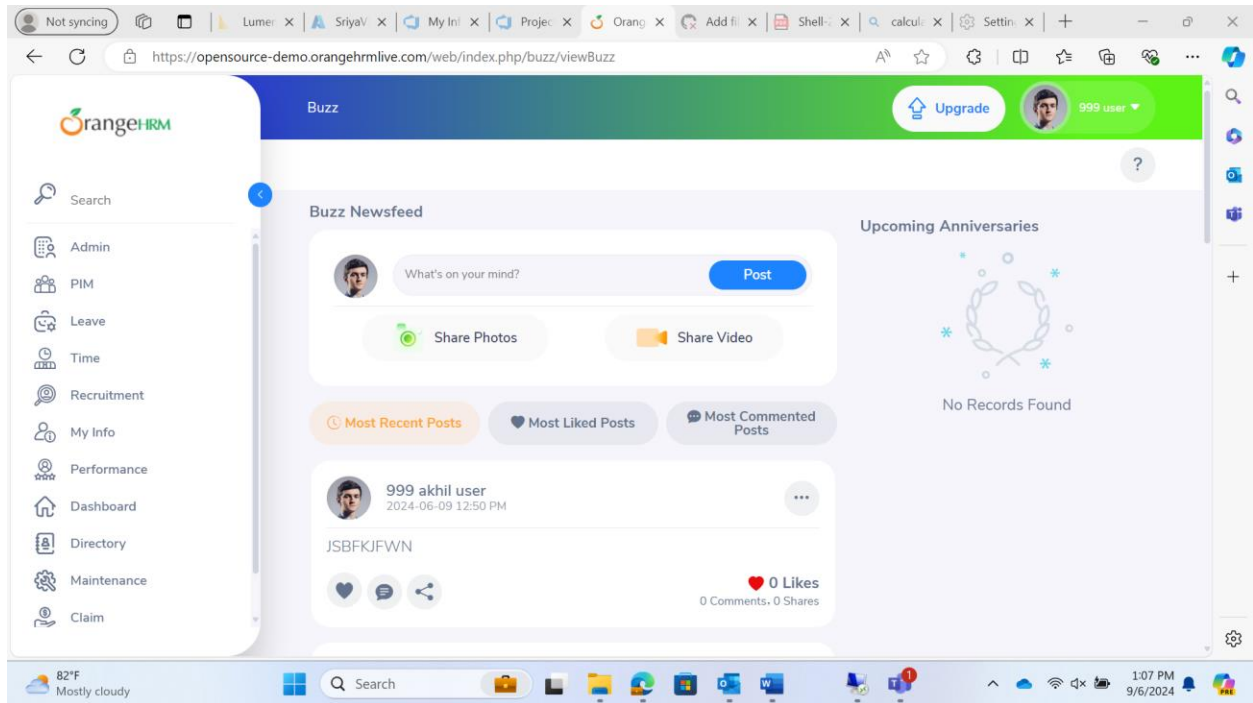 Not syncing
Lumer
SriyaV
My Inf
Projec
Orang
Add fil
Shell-
calcula
Settin
https://opensource-demo.orangehrmlive.com/web/index.php/buzz/viewBuzz
OrangeHRM
Buzz
Upgrade
999 user
?
Search
Admin
PIM
Leave
Time
Recruitment
My Info
Performance
Dashboard
Directory
Maintenance
Claim
Buzz Newsfeed
What's on your mind?
Post
Share Photos
Share Video
Most Recent Posts
Most Liked Posts
Most Commented
Posts
999 akhil user
2024-06-09 12:50 PM
JSBFKJFWN
0 Likes
0 Comments, 0 Shares
Upcoming Anniversaries
No Records Found
82°F
Mostly cloudy
Search
1
1:07 PM
9/6/2024
PRE